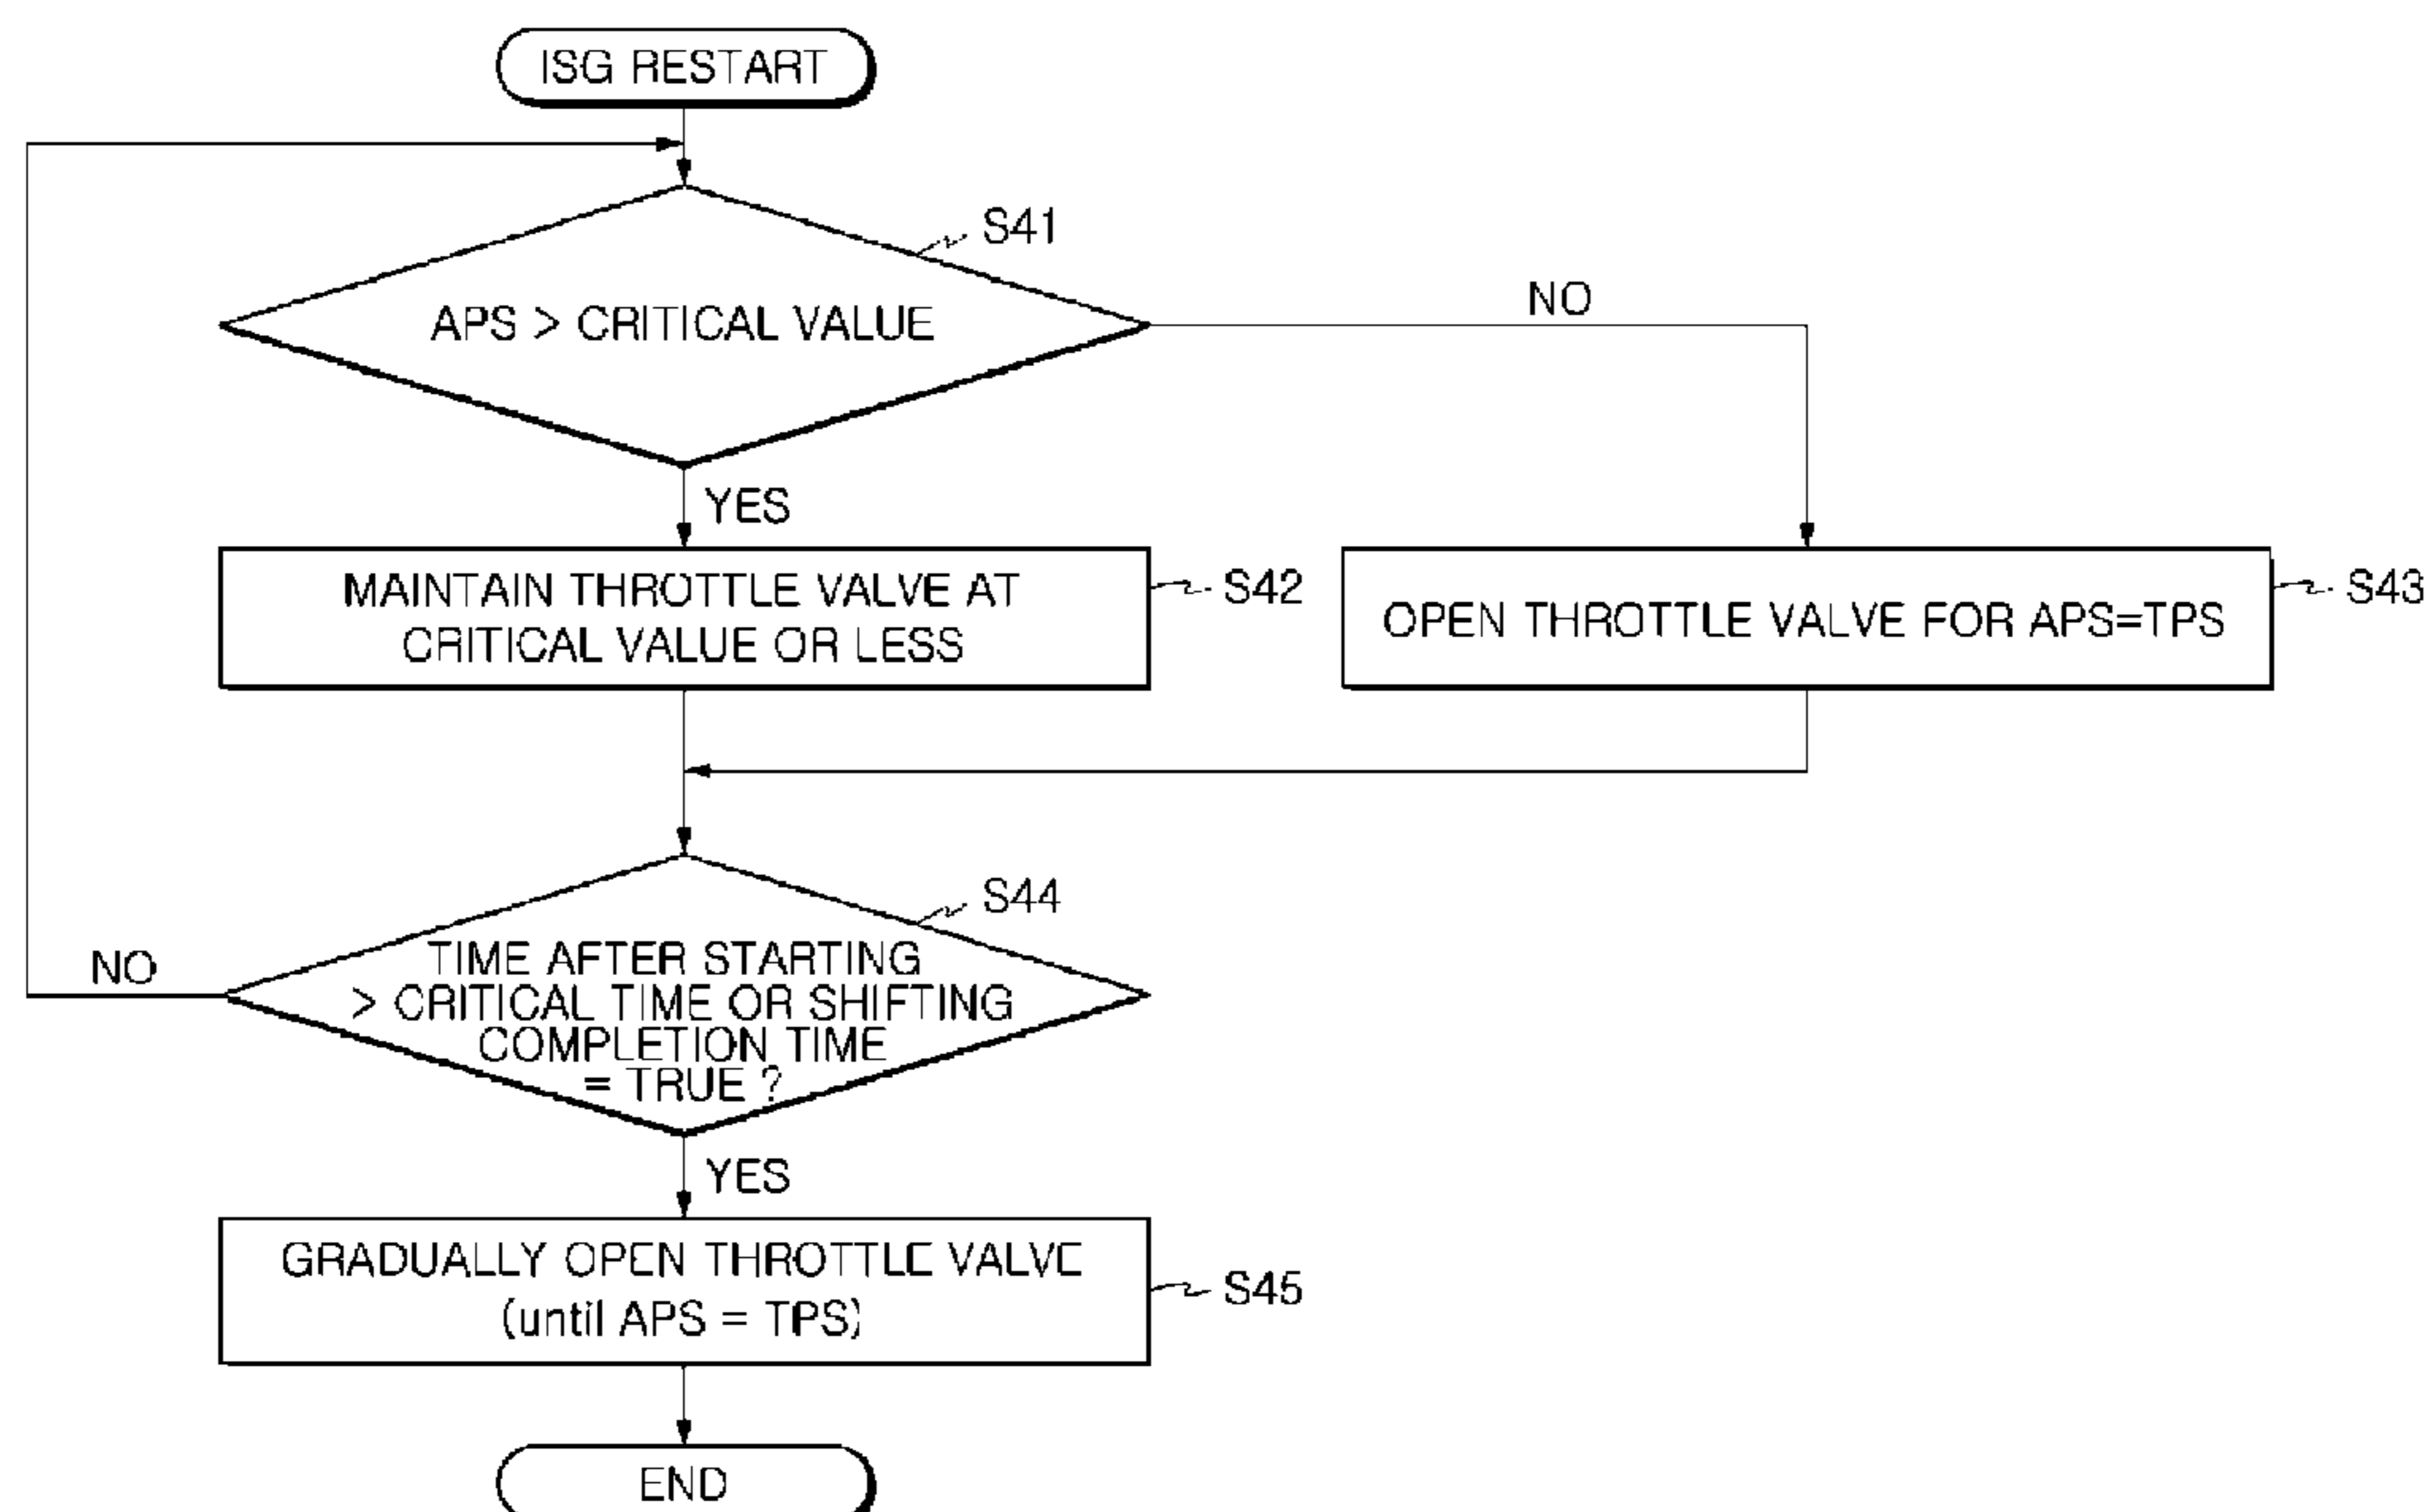 ISG RESTART
S41
APS > CRITICAL VALUE
NO
YES
MAINTAIN THROTTLE VALVE AT
CRITICAL VALUE OR LESS
S42
OPEN THROTTLE VALVE FOR APS=TPS
S43
S44
TIME AFTER STARTING
> CRITICAL TIME OR SHIFTING
COMPLETION TIME
= TRUE ?
NO
YES
GRADUALLY OPEN THROTTLE VALVE
(until APS = TPS)
S45
END